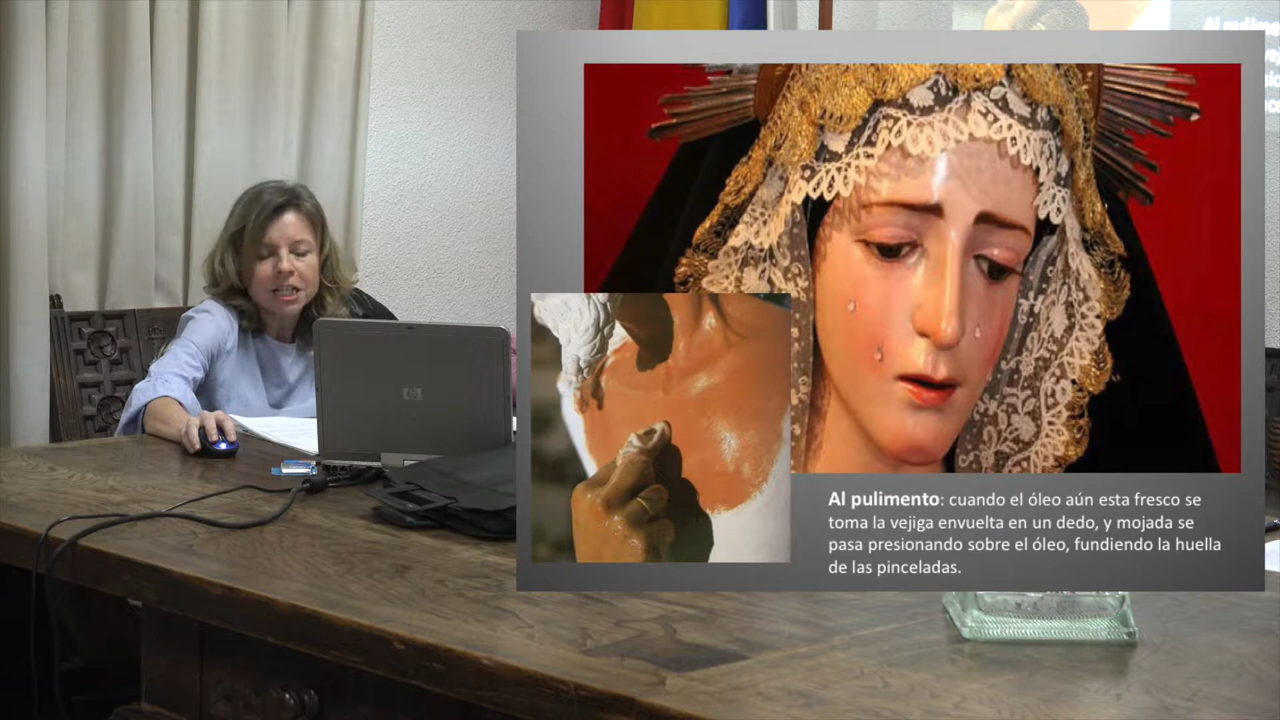 Al pulimento: cuando el óleo aún esta fresco se
toma la vejiga envuelta en un dedo, y mojada se
pasa presionando sobre el óleo, fundiendo la huella
de las pinceladas.
hp